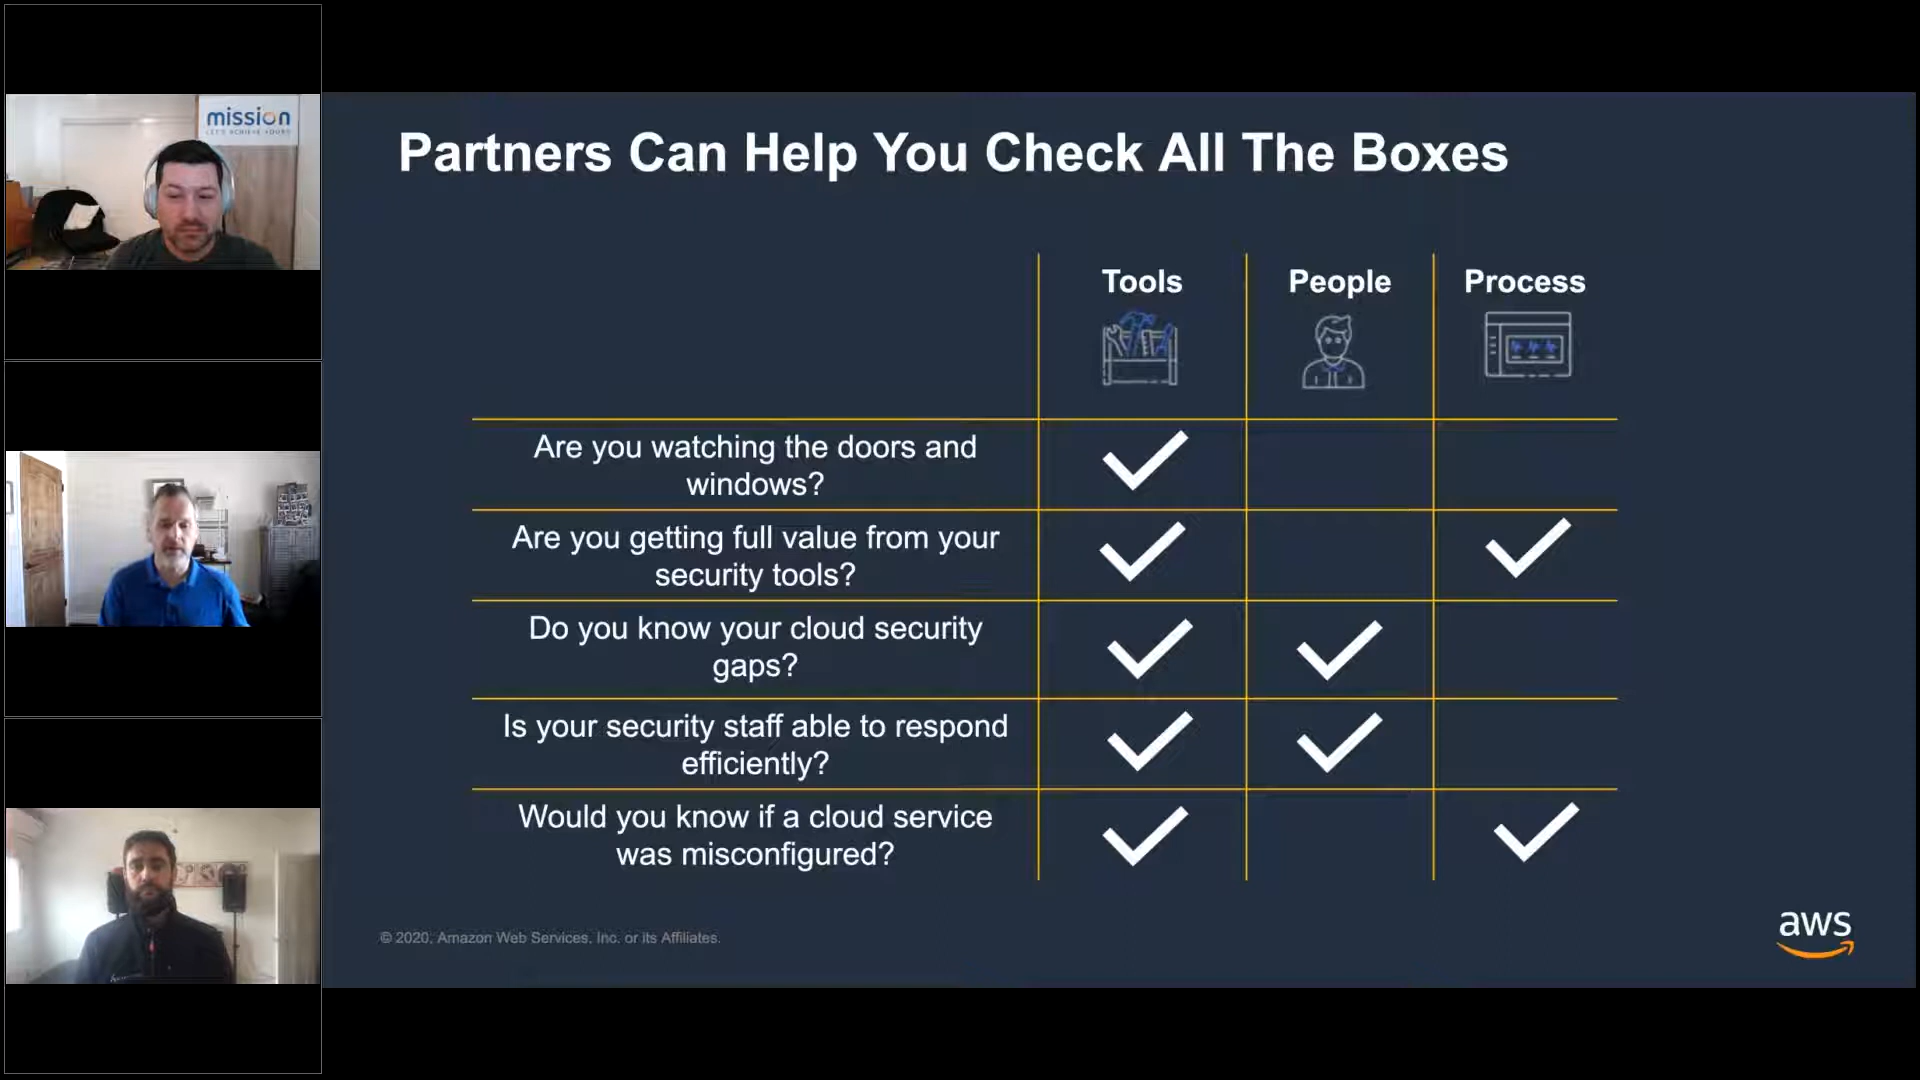 mission
LET'S ACHIEVE YOURS
Partners Can Help You Check All The Boxes
Tools
People
Process
Are you watching the doors and
windows?
Are you getting full value from your
security tools?
Do you know your cloud security
gaps?
Is your security staff able to respond
efficiently?
Would you know if a cloud service
was misconfigured?
© 2020, Amazon Web Services, Inc. or its Affiliates.
aws